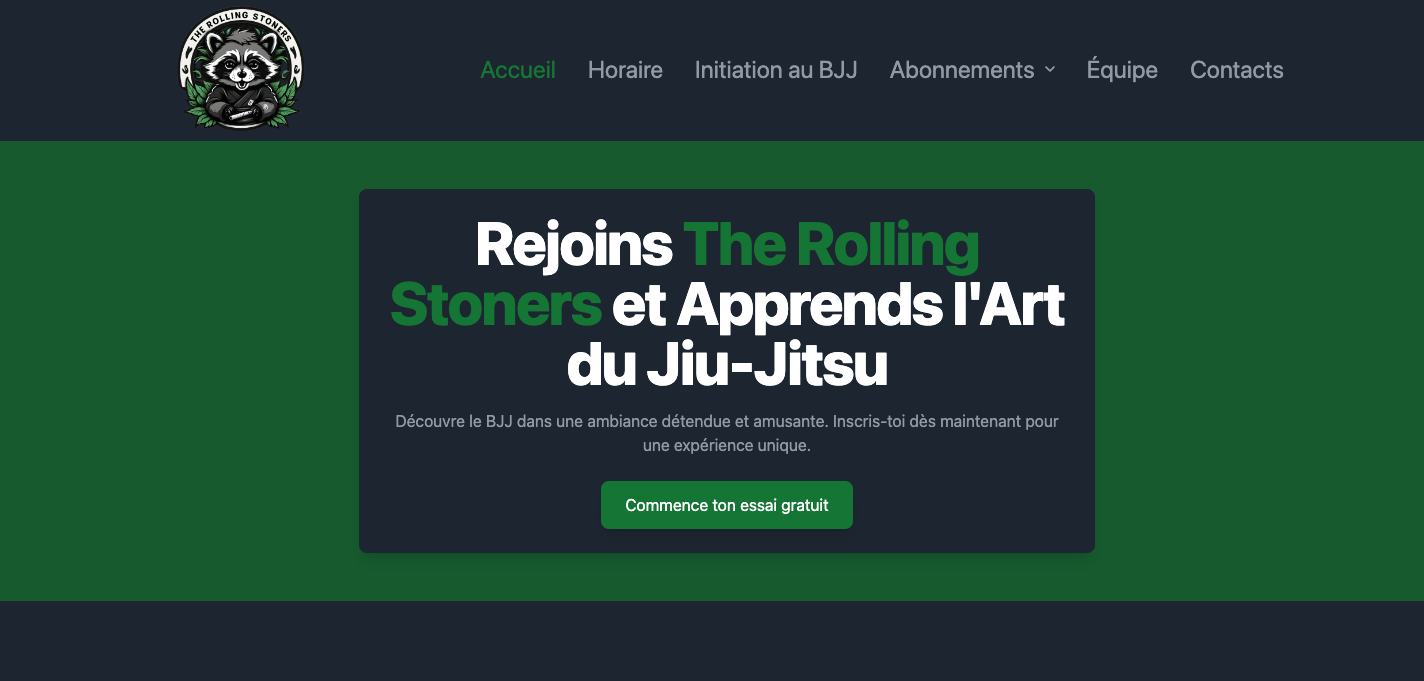 THE ROLLING STONERS
Accueil Horaire Initiation au BJJ Abonnements Équipe Contacts
Rejoins The Rolling
Stoners et Apprends l'Art
du Jiu-Jitsu
Découvre le BJJ dans une ambiance détendue et amusante. Inscris-toi dès maintenant pour
une expérience unique.
Commence ton essai gratuit